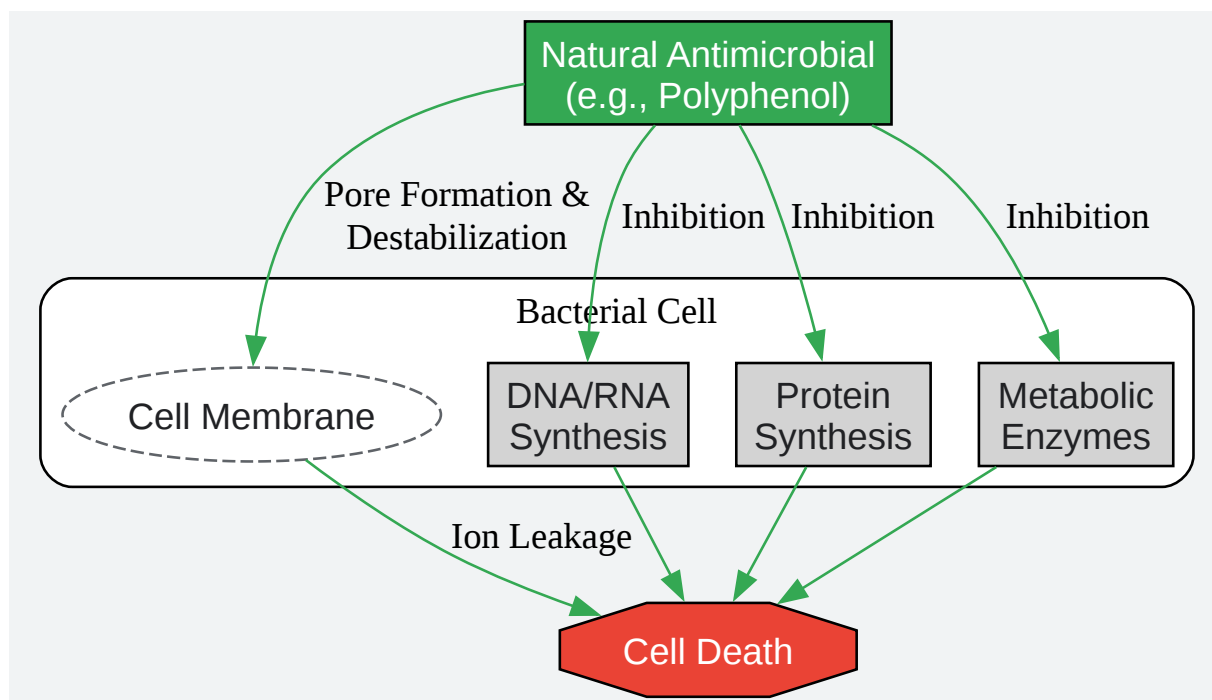 Natural Antimicrobial
(e.g., Polyphenol)
Pore Formation &
Destabilization
Inhibition
Inhibition
Inhibition
Bacterial Cell
Cell Membrane
DNA/RNA
Synthesis
Protein
Synthesis
Metabolic
Enzymes
Ion Leakage
Cell Death